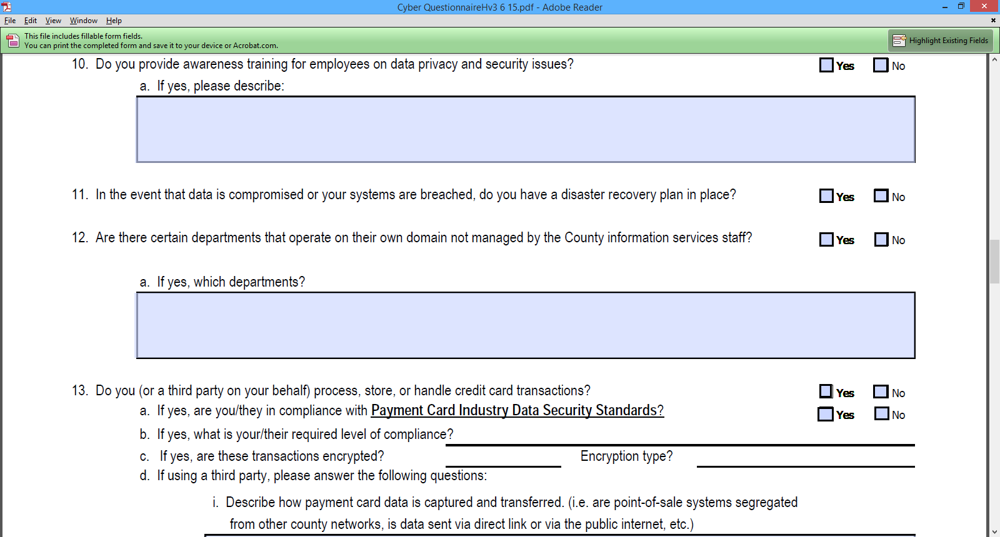 Cyber QuestionnaireHv3 6 15.pdf - Adobe Reader
File Edit View Window Help
This file includes fillable form fields.
You can print the completed form and save it to your device or Acrobat.com.
Highlight Existing Fields
10. Do you provide awareness training for employees on data privacy and security issues? Yes No
a. If yes, please describe:
11. In the event that data is compromised or your systems are breached, do you have a disaster recovery plan in place? Yes No
12. Are there certain departments that operate on their own domain not managed by the County information services staff? Yes No
a. If yes, which departments?
13. Do you (or a third party on your behalf) process, store, or handle credit card transactions? Yes No
a. If yes, are you/they in compliance with Payment Card Industry Data Security Standards? Yes No
b. If yes, what is your/their required level of compliance?
c. If yes, are these transactions encrypted? Encryption type?
d. If using a third party, please answer the following questions:
i. Describe how payment card data is captured and transferred. (i.e. are point-of-sale systems segregated
from other county networks, is data sent via direct link or via the public internet, etc.)